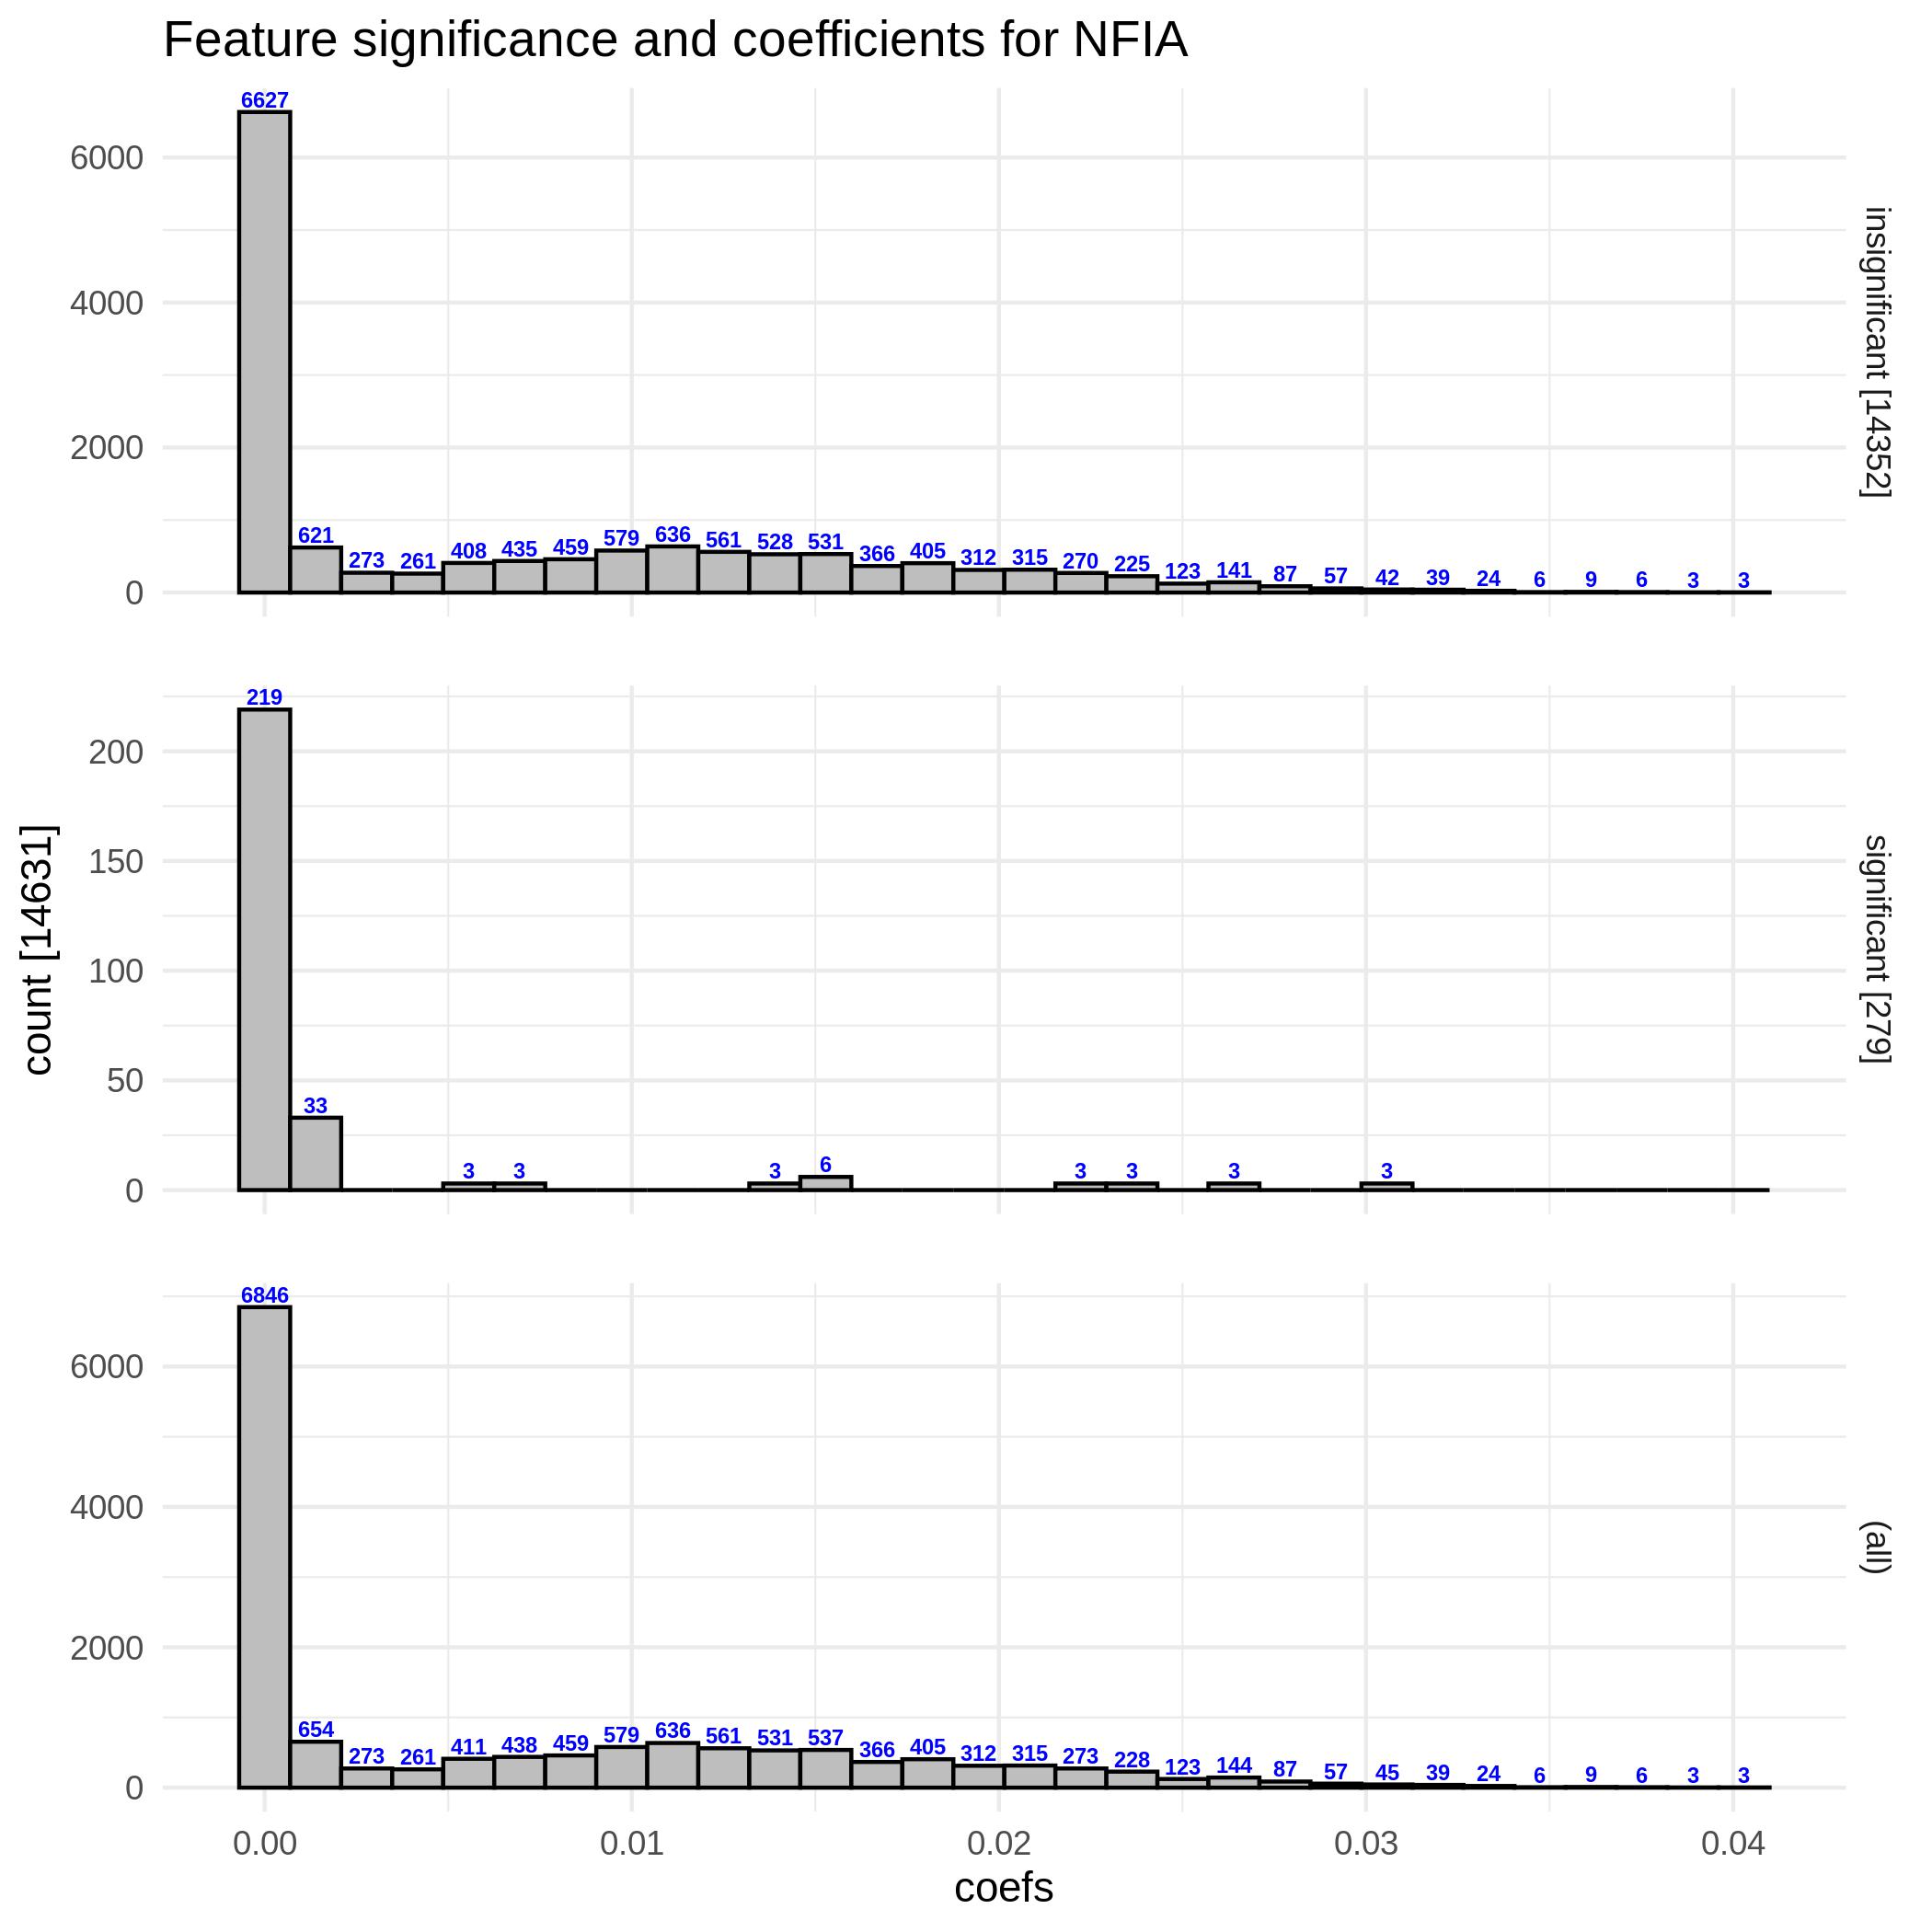 Feature significance and coefficients for NFIA
6627
6000
4000
2000
621 273 261 408 435 459 579 636 561 528 531 366 405 312 315 270 225 123 141 87 57 42 39 24 6 9 6 3 3
0
insignificant [14352]
219
200
150
100
50
33
3 3 3 6 3 3 3 3
0
significant [279]
count [14631]
6846
6000
4000
2000
654 273 261 411 438 459 579 636 561 531 537 366 405 312 315 273 228 123 144 87 57 45 39 24 6 9 6 3 3
0
(all)
0.00 0.01 0.02 0.03 0.04
coefs